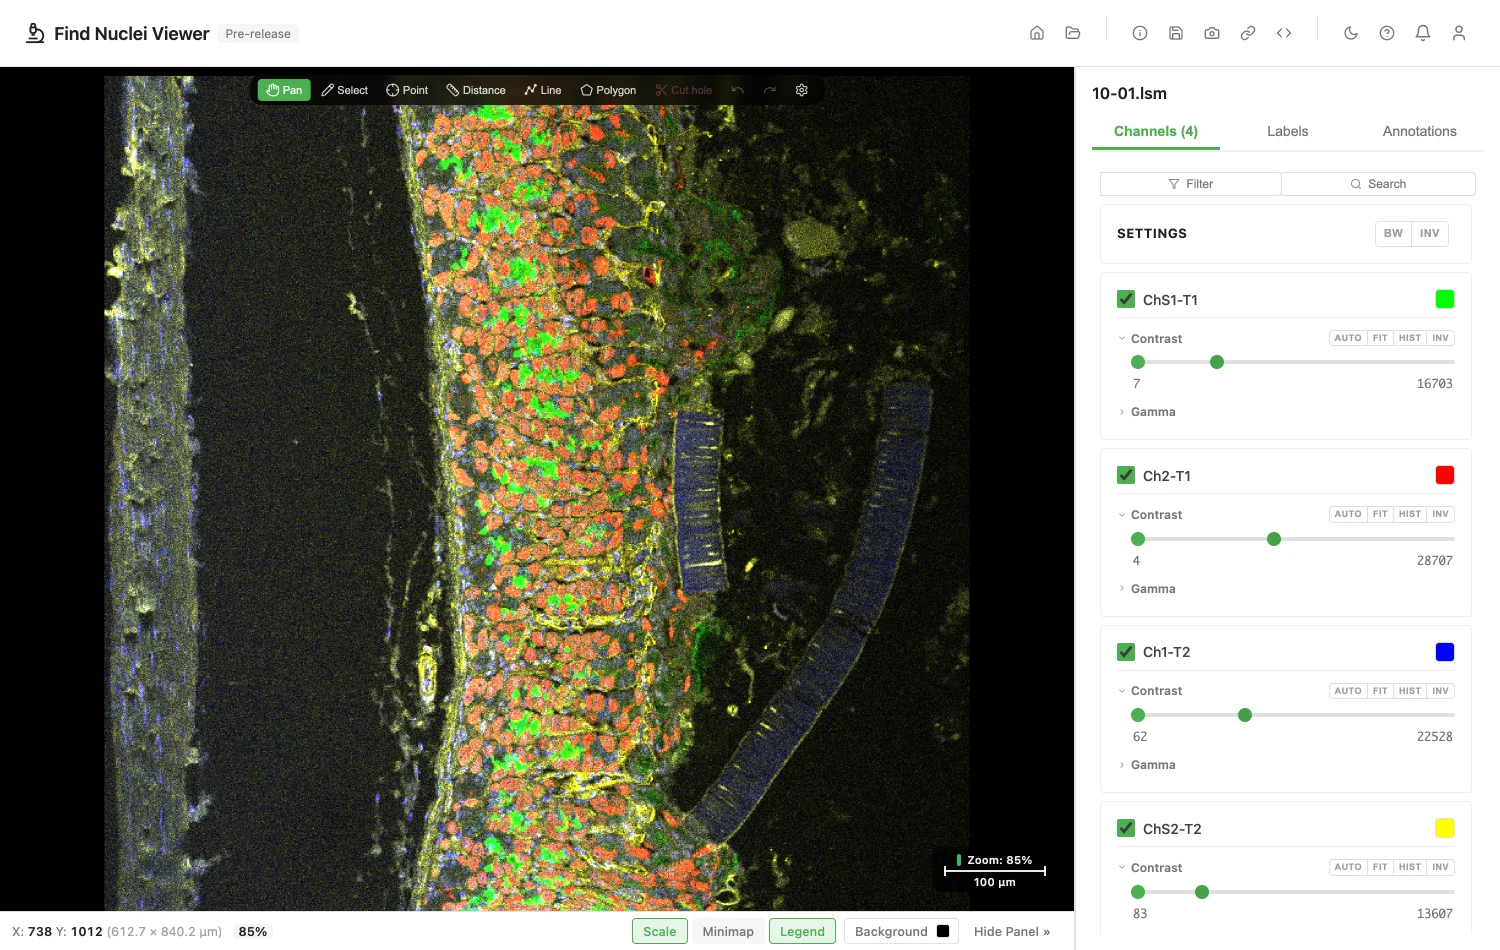 Find Nuclei Viewer Pre-release
Pan Select Point Distance Line Polygon Cut hole
10-01.lsm
Channels (4) Labels Annotations
Filter Search
SETTINGS BW INV
ChS1-T1
Contrast AUTO FIT HIST INV
7 16703
Gamma
Ch2-T1
Contrast AUTO FIT HIST INV
4 28707
Gamma
Ch1-T2
Contrast AUTO FIT HIST INV
62 22528
Gamma
ChS2-T2
Contrast AUTO FIT HIST INV
83 13607
Zoom: 85%
100 μm
X: 738 Y: 1012 (612.7 × 840.2 μm) 85% Scale Minimap Legend Background Hide Panel »